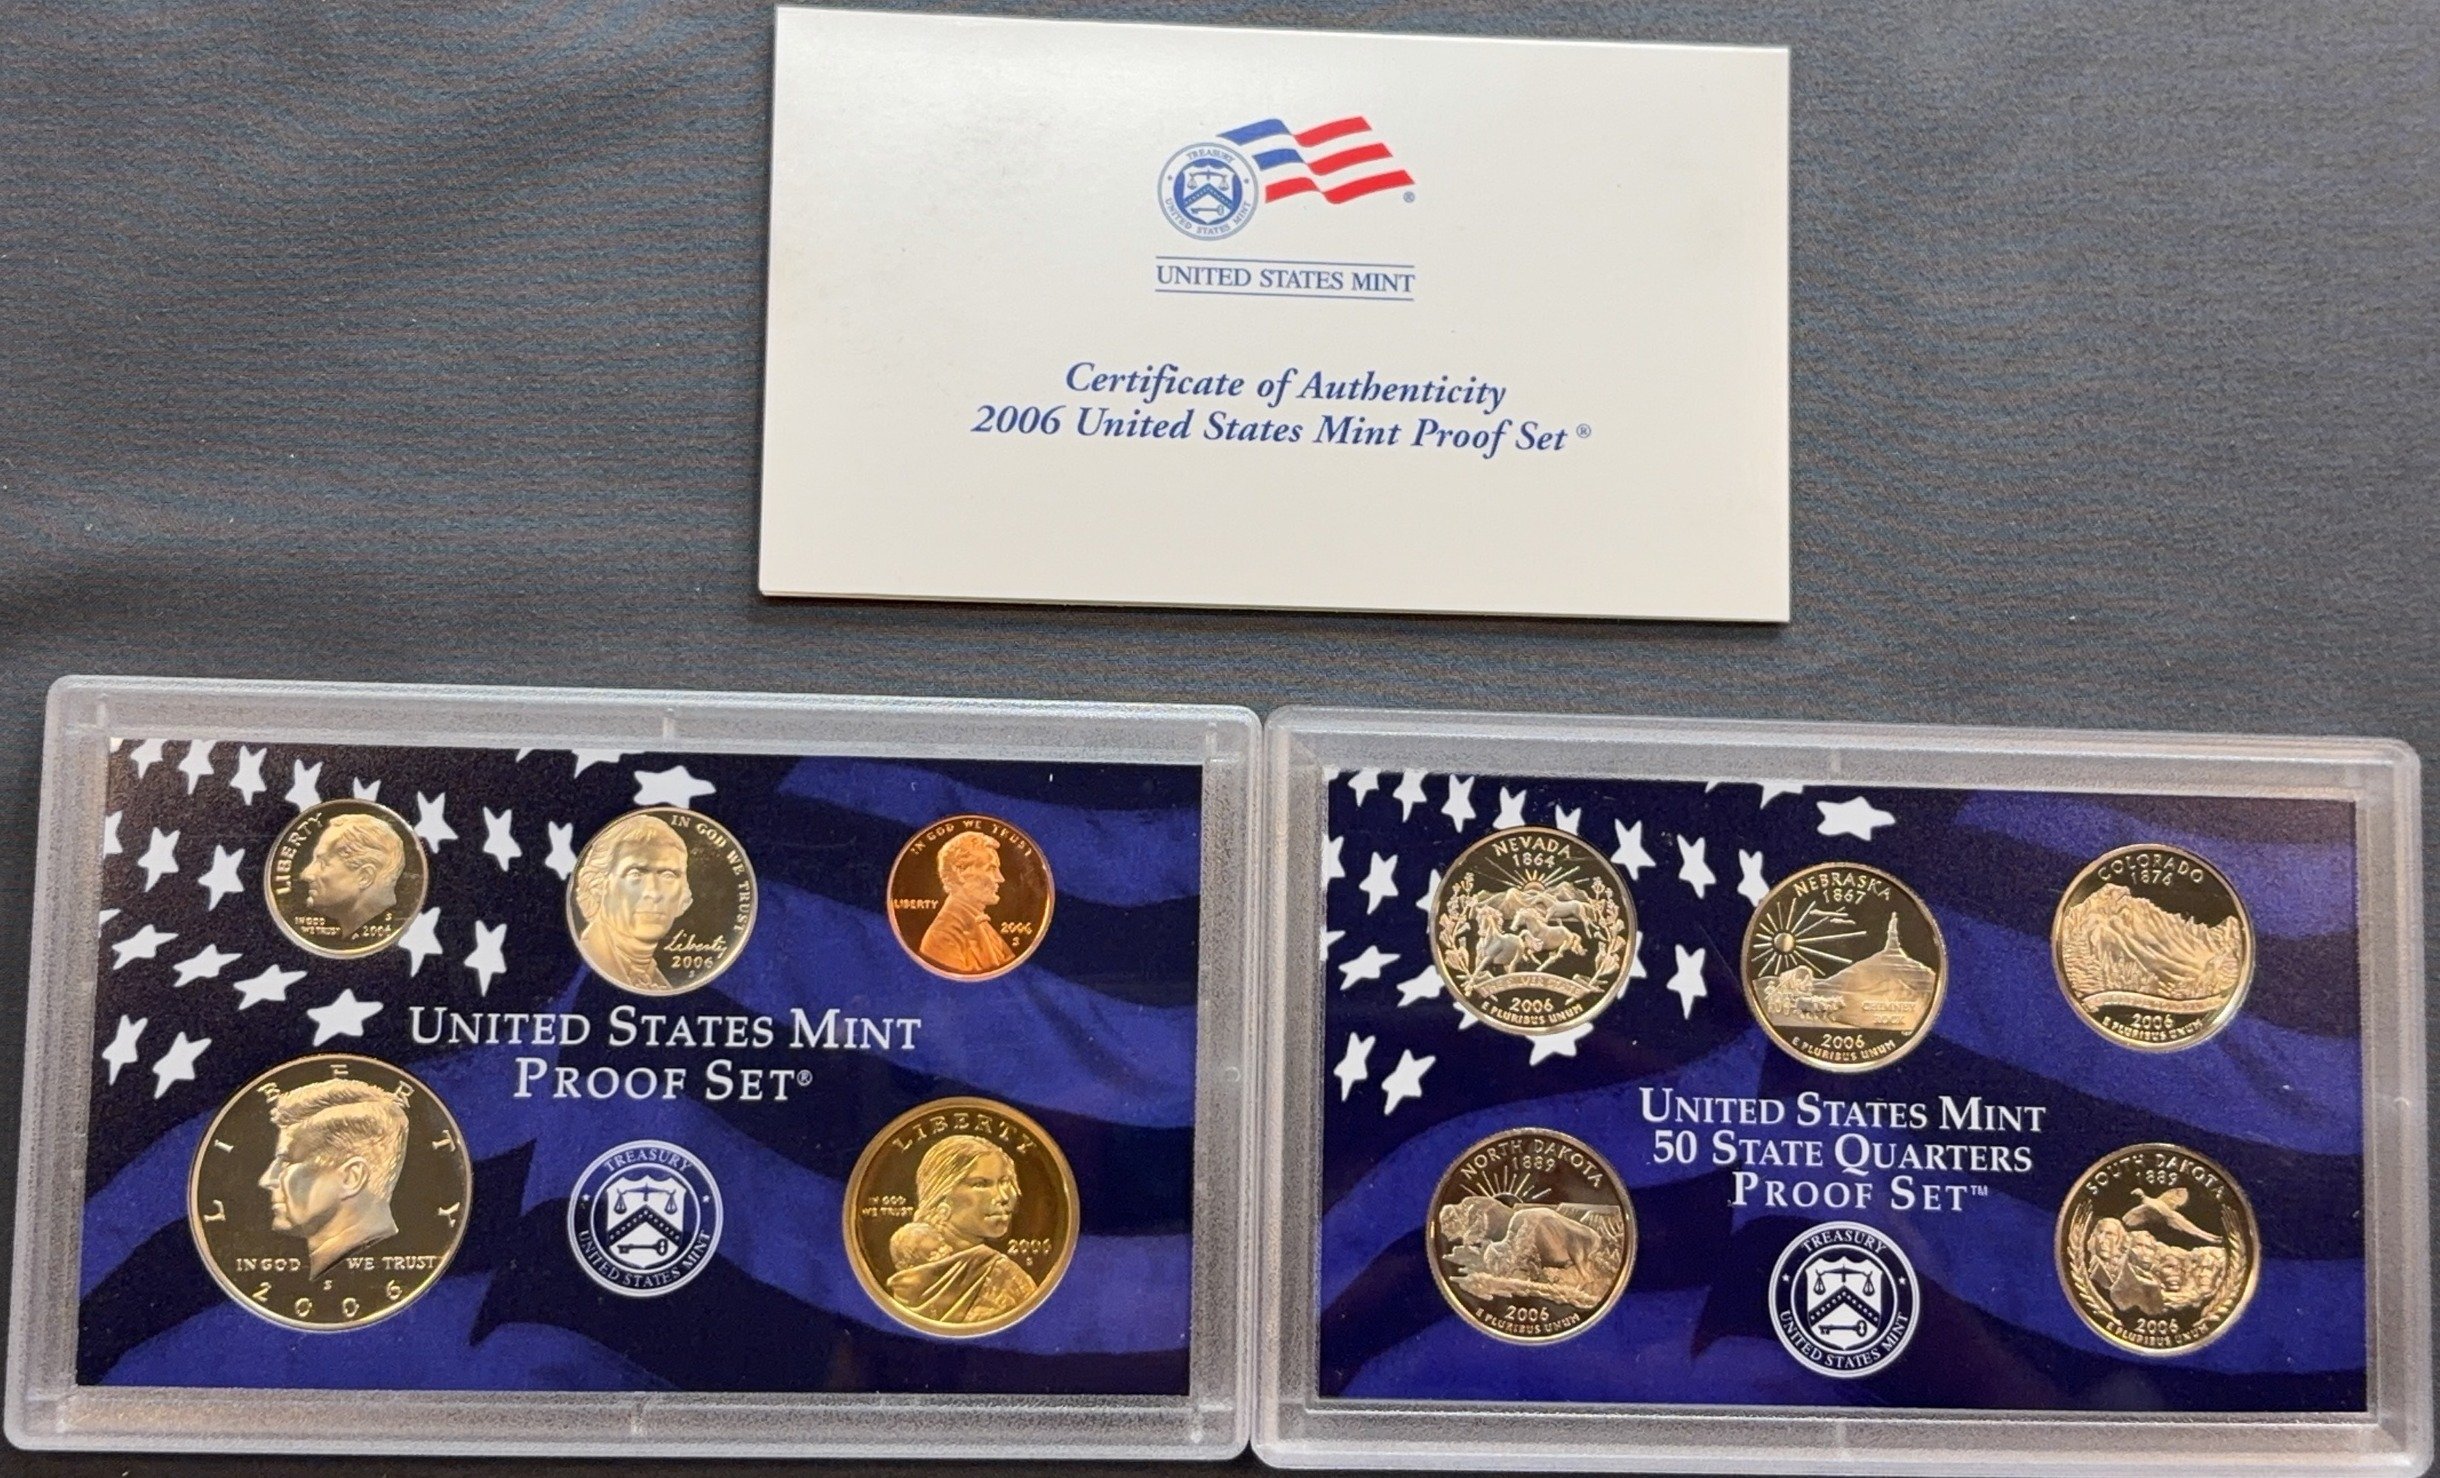 TREASURY
UNITED STATES MINT
®
UNITED STATES MINT
Certificate of Authenticity
2006 United States Mint Proof Set ®
LIBERTY
IN GOD
WE TRUST
S
2006
IN GOD WE TRUST
Liberty
2006
S
IN GOD WE TRUST
LIBERTY
2006
S
UNITED STATES MINT
PROOF SET®
LIBERTY
IN GOD WE TRUST
S
2006
TREASURY
UNITED STATES MINT
LIBERTY
IN GOD
WE TRUST
2006
S
NEVADA
1864
2006
E PLURIBUS UNUM
NEBRASKA
1867
CHIMNEY
ROCK
2006
E PLURIBUS UNUM
COLORADO
1876
2006
E PLURIBUS UNUM
UNITED STATES MINT
50 STATE QUARTERS
PROOF SET™
NORTH DAKOTA
1889
2006
E PLURIBUS UNUM
TREASURY
UNITED STATES MINT
SOUTH DAKOTA
1889
2006
E PLURIBUS UNUM